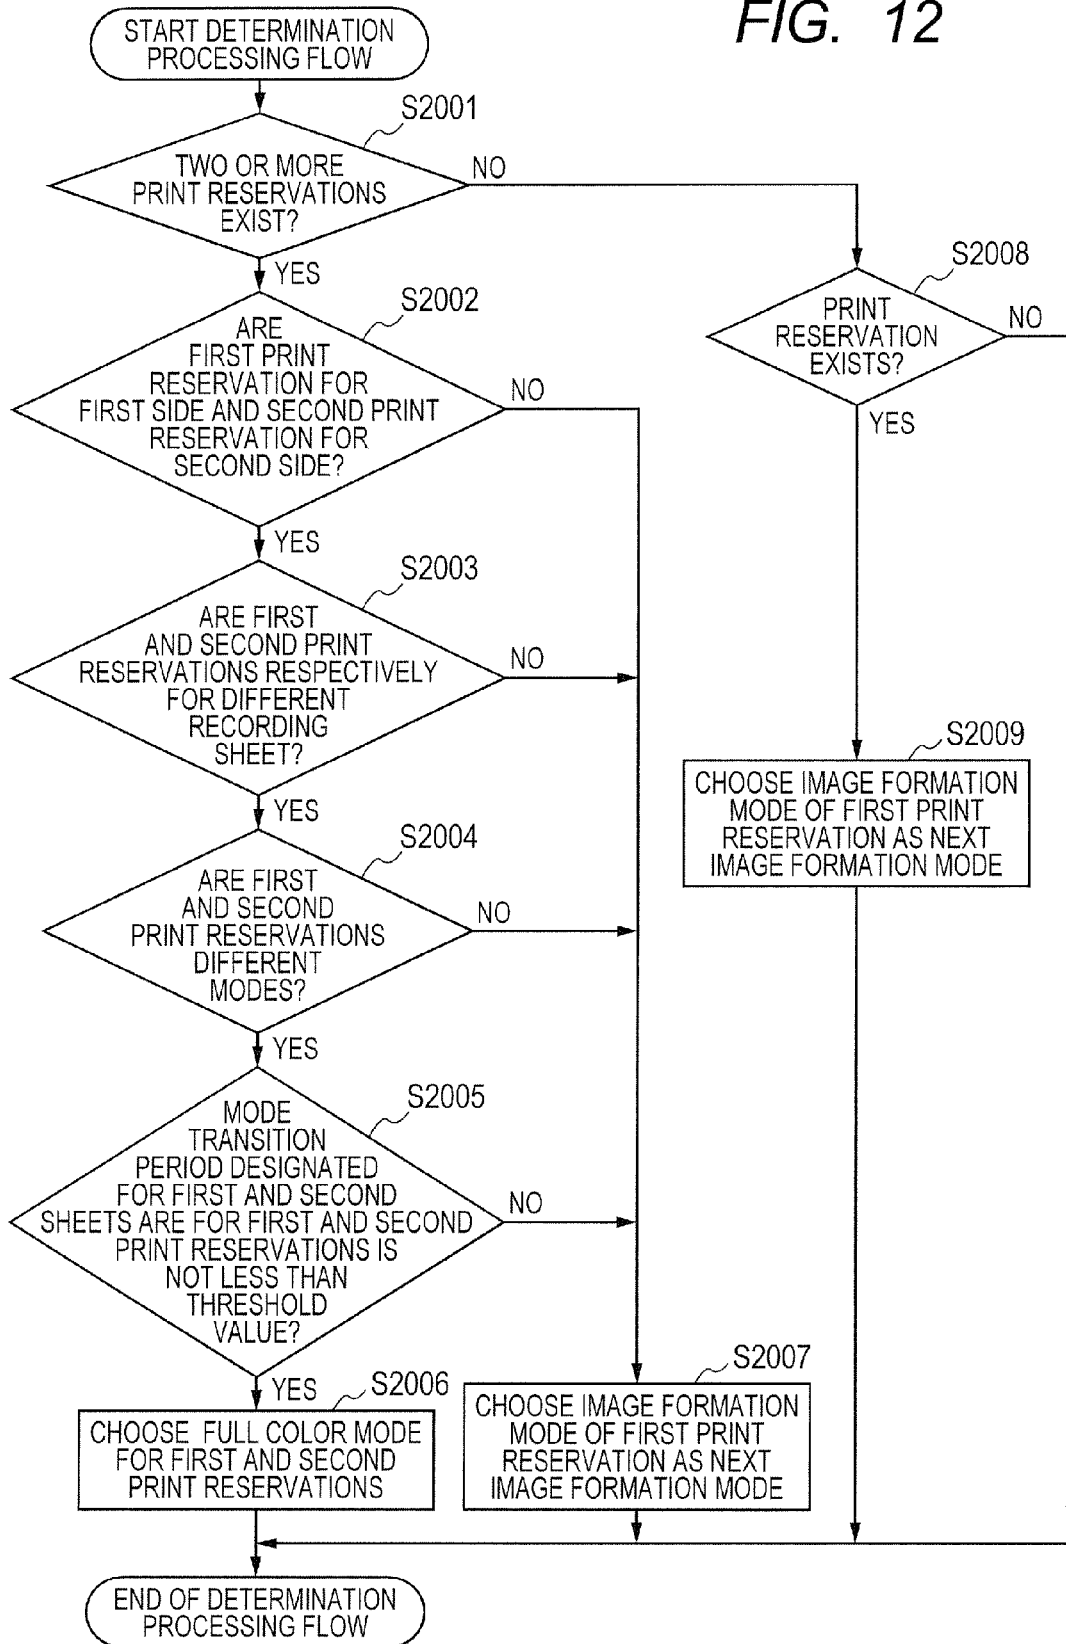 FIG. 12
START DETERMINATION
PROCESSING FLOW
S2001
TWO OR MORE
PRINT RESERVATIONS
EXIST?
NO
YES
S2002
ARE
FIRST PRINT
RESERVATION FOR
FIRST SIDE AND SECOND PRINT
RESERVATION FOR
SECOND SIDE?
NO
YES
S2008
PRINT
RESERVATION
EXISTS?
NO
YES
S2003
ARE FIRST
AND SECOND PRINT
RESERVATIONS RESPECTIVELY
FOR DIFFERENT
RECORDING
SHEET?
NO
YES
S2009
CHOOSE IMAGE FORMATION
MODE OF FIRST PRINT
RESERVATION AS NEXT
IMAGE FORMATION MODE
S2004
ARE FIRST
AND SECOND
PRINT RESERVATIONS
DIFFERENT
MODES?
NO
YES
S2005
MODE
TRANSITION
PERIOD DESIGNATED
FOR FIRST AND SECOND
SHEETS ARE FOR FIRST AND SECOND
PRINT RESERVATIONS IS
NOT LESS THAN
THRESHOLD
VALUE?
NO
YES
S2006
CHOOSE FULL COLOR MODE
FOR FIRST AND SECOND
PRINT RESERVATIONS
S2007
CHOOSE IMAGE FORMATION
MODE OF FIRST PRINT
RESERVATION AS NEXT
IMAGE FORMATION MODE
END OF DETERMINATION
PROCESSING FLOW